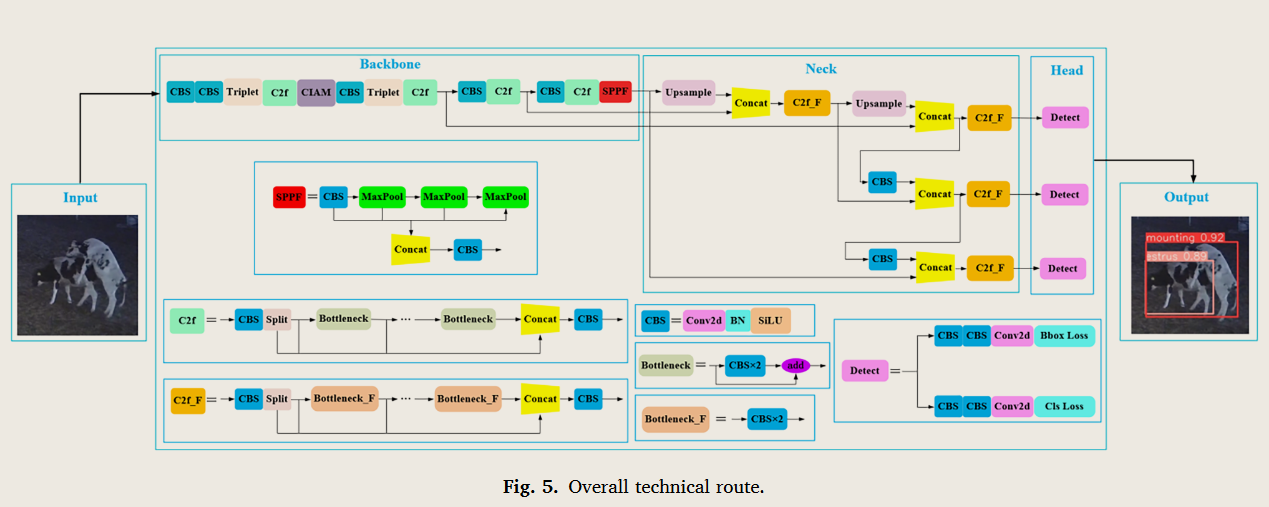 Backbone
CBS CBS Triplet C2f CIAM CBS Triplet C2f CBS C2f CBS C2f SPPF
Neck
Upsample Concat C2f_F Upsample Concat C2f_F
CBS Concat C2f_F
CBS Concat C2f_F
Head
Detect
Detect
Detect
Input
Output
mounting 0.92
estrus 0.89
SPPF = CBS MaxPool MaxPool MaxPool
Concat CBS
C2f = CBS Split Bottleneck ··· Bottleneck Concat CBS
C2f_F = CBS Split Bottleneck_F ··· Bottleneck_F Concat CBS
CBS = Conv2d BN SiLU
Bottleneck = CBS×2 add
Bottleneck_F = CBS×2
Detect =
CBS CBS Conv2d Bbox Loss
CBS CBS Conv2d Cls Loss
Fig. 5. Overall technical route.